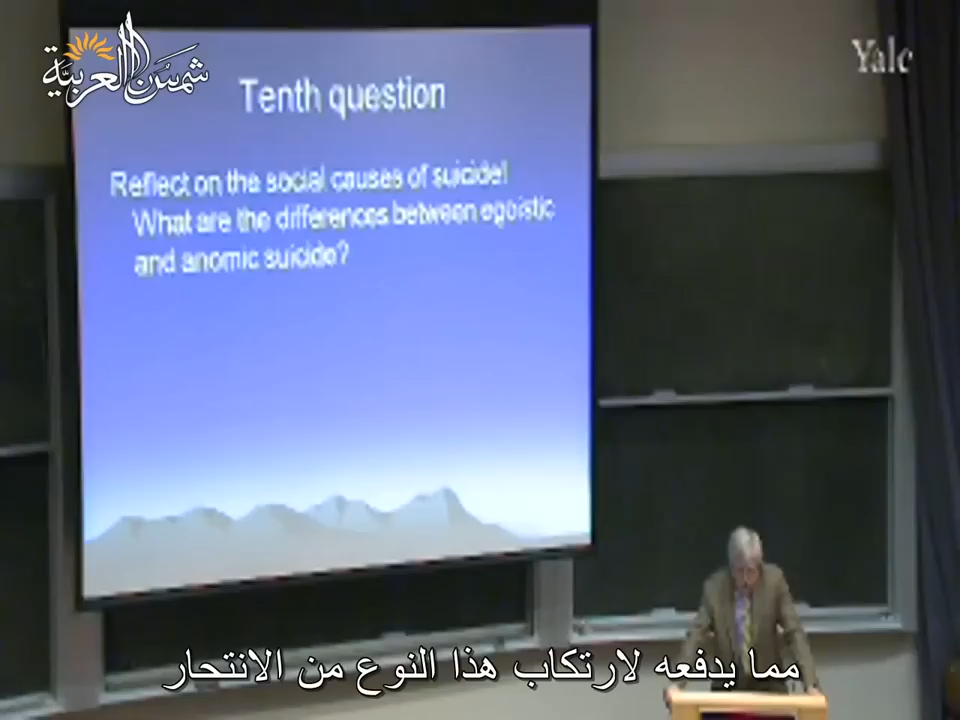 شمس العربية
Yale
Tenth question
Reflect on the social causes of suicide!
What are the differences between egoistic
and anomic suicide?
مما يدفعه لارتكاب هذا النوع من الانتحار